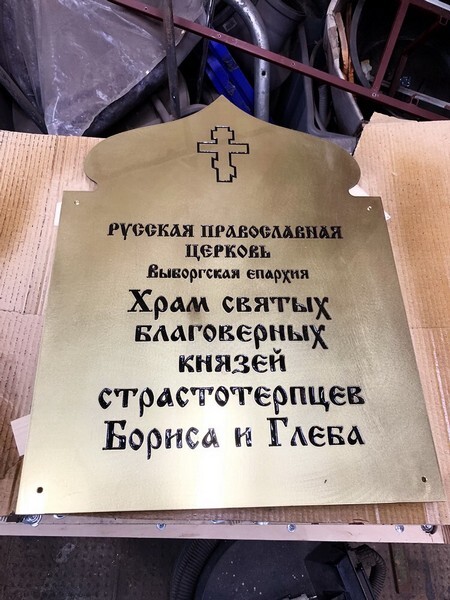 РУССКАЯ ПРАВОСЛАВНАЯ
ЦЕРКОВЬ
Выборгская епархия
Храм святых
благоверных
князей
страстотерпцев
Бориса и Глеба